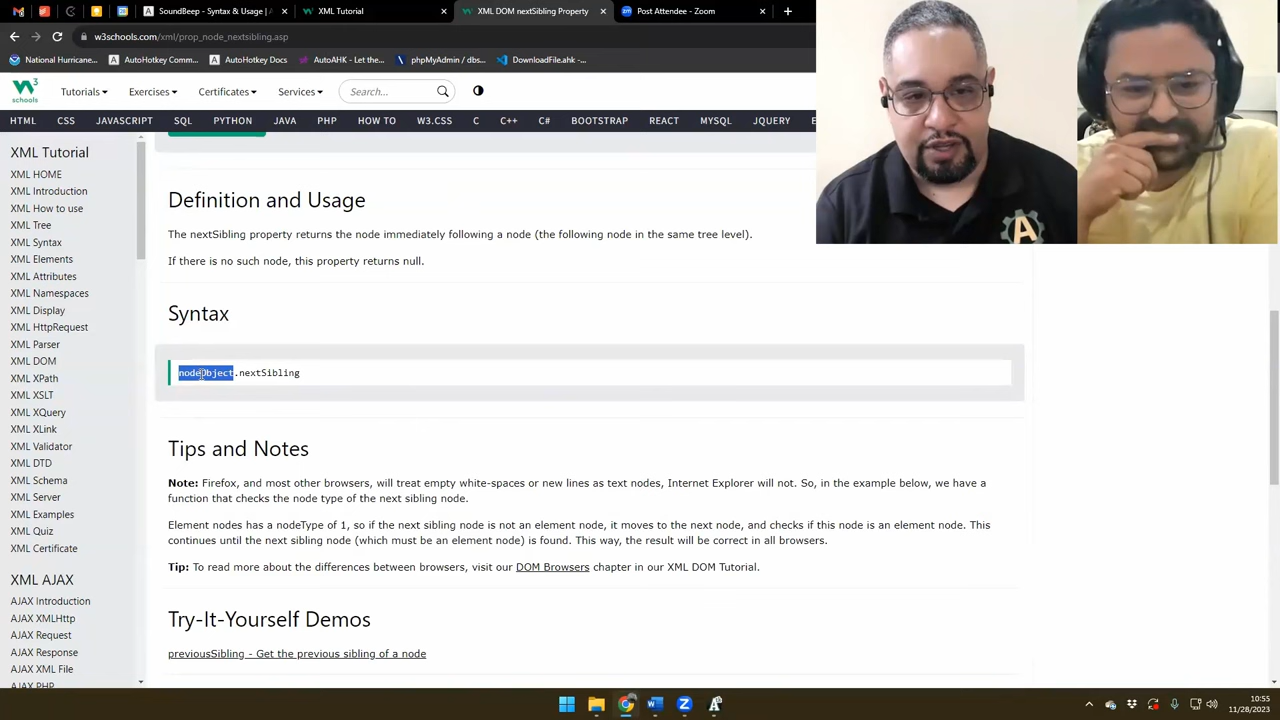 SoundBeep - Syntax & Usage |
XML Tutorial
XML DOM nextSibling Property
Post Attendee - Zoom
w3schools.com/xml/prop_node_nextsibling.asp
National Hurricane...
AutoHotkey Comm...
AutoHotkey Docs
AutoAHK - Let the...
phpMyAdmin / dbs...
DownloadFile.ahk -...
W3 schools
Tutorials
Exercises
Certificates
Services
Search...
HTML
CSS
JAVASCRIPT
SQL
PYTHON
JAVA
PHP
HOW TO
W3.CSS
C
C++
C#
BOOTSTRAP
REACT
MYSQL
JQUERY
XML Tutorial
XML HOME
XML Introduction
XML How to use
XML Tree
XML Syntax
XML Elements
XML Attributes
XML Namespaces
XML Display
XML HttpRequest
XML Parser
XML DOM
XML XPath
XML XSLT
XML XQuery
XML XLink
XML Validator
XML DTD
XML Schema
XML Server
XML Examples
XML Quiz
XML Certificate
XML AJAX
AJAX Introduction
AJAX XMLHttp
AJAX Request
AJAX Response
AJAX XML File
AJAX PHP
Definition and Usage
The nextSibling property returns the node immediately following a node (the following node in the same tree level).
If there is no such node, this property returns null.
Syntax
nodeObject.nextSibling
Tips and Notes
Note: Firefox, and most other browsers, will treat empty white-spaces or new lines as text nodes, Internet Explorer will not. So, in the example below, we have a
function that checks the node type of the next sibling node.
Element nodes has a nodeType of 1, so if the next sibling node is not an element node, it moves to the next node, and checks if this node is an element node. This
continues until the next sibling node (which must be an element node) is found. This way, the result will be correct in all browsers.
Tip: To read more about the differences between browsers, visit our DOM Browsers chapter in our XML DOM Tutorial.
Try-It-Yourself Demos
previousSibling - Get the previous sibling of a node
10:55
11/28/2023